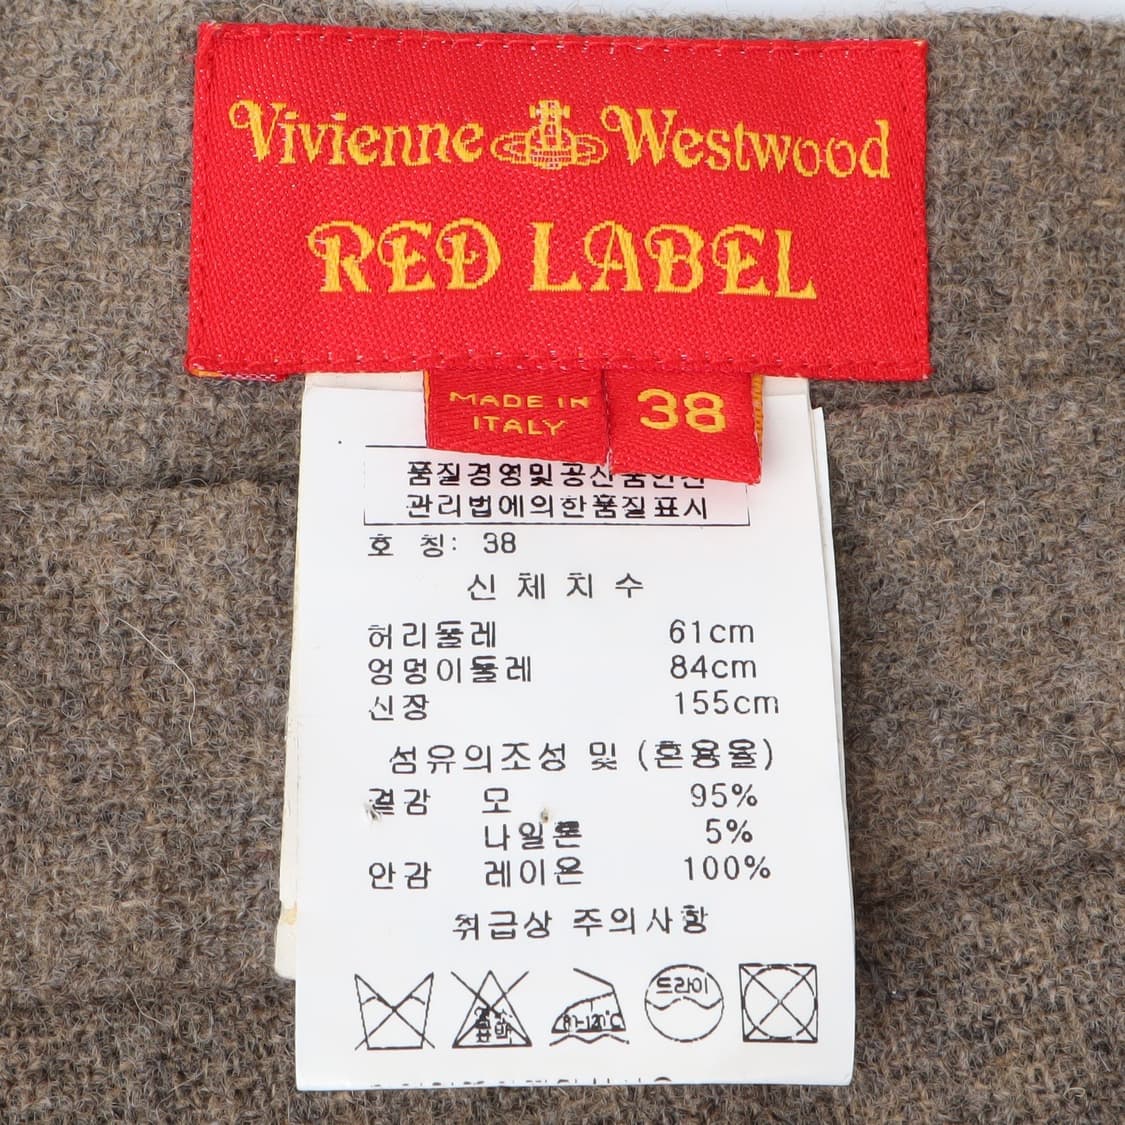 Vivienne Westwood
RED LABEL
MADE IN
ITALY
38
품질경영및공산품안전
관리법에의한품질표시
호 칭: 38
신 체 치 수
허리둘레 61cm
엉덩이둘레 84cm
신장 155cm
섬유의조성 및 (혼용율)
겉감 모 95%
나일론 5%
안감 레이온 100%
취급상 주의사항
드라이